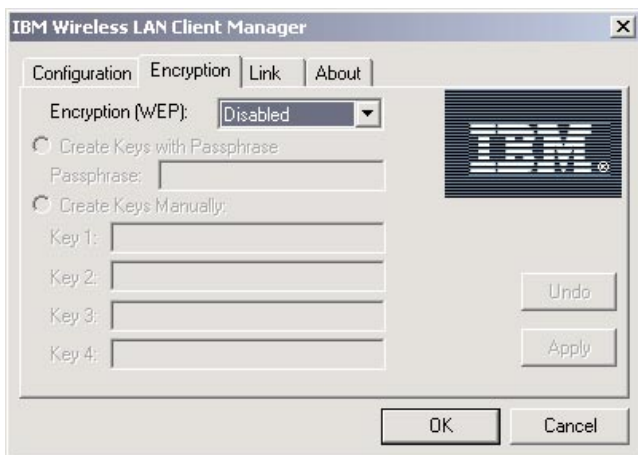 IBM Wireless LAN Client Manager
Configuration Encryption Link About
Encryption (WEP): Disabled
IBM®
Create Keys with Passphrase
Passphrase:
Create Keys Manually:
Key 1:
Key 2:
Undo
Key 3:
Key 4:
Apply
OK Cancel